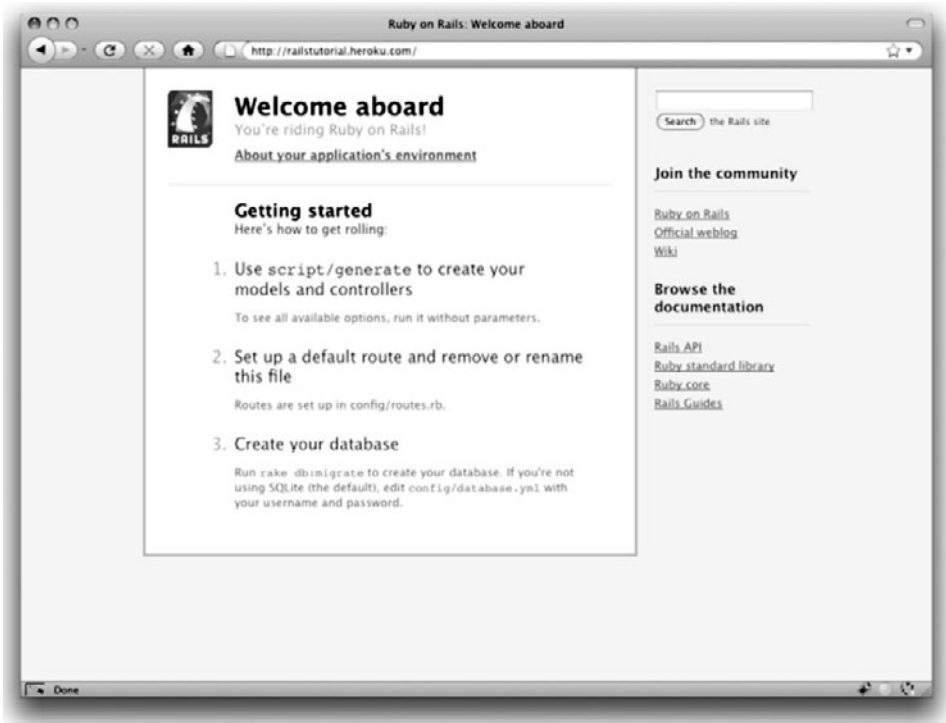 Ruby on Rails: Welcome aboard
http://railstutorial.heroku.com/
RAILS
Welcome aboard
You're riding Ruby on Rails!
About your application's environment
Getting started
Here's how to get rolling:
1. Use script/generate to create your
models and controllers
To see all available options, run it without parameters.
2. Set up a default route and remove or rename
this file
Routes are set up in config/routes.rb.
3. Create your database
Run rake db:migrate to create your database. If you're not
using SQLite (the default), edit config/database.yml with
your username and password.
Search the Rails site
Join the community
Ruby on Rails
Official weblog
Wiki
Browse the
documentation
Rails API
Ruby standard library
Ruby core
Rails Guides
Done